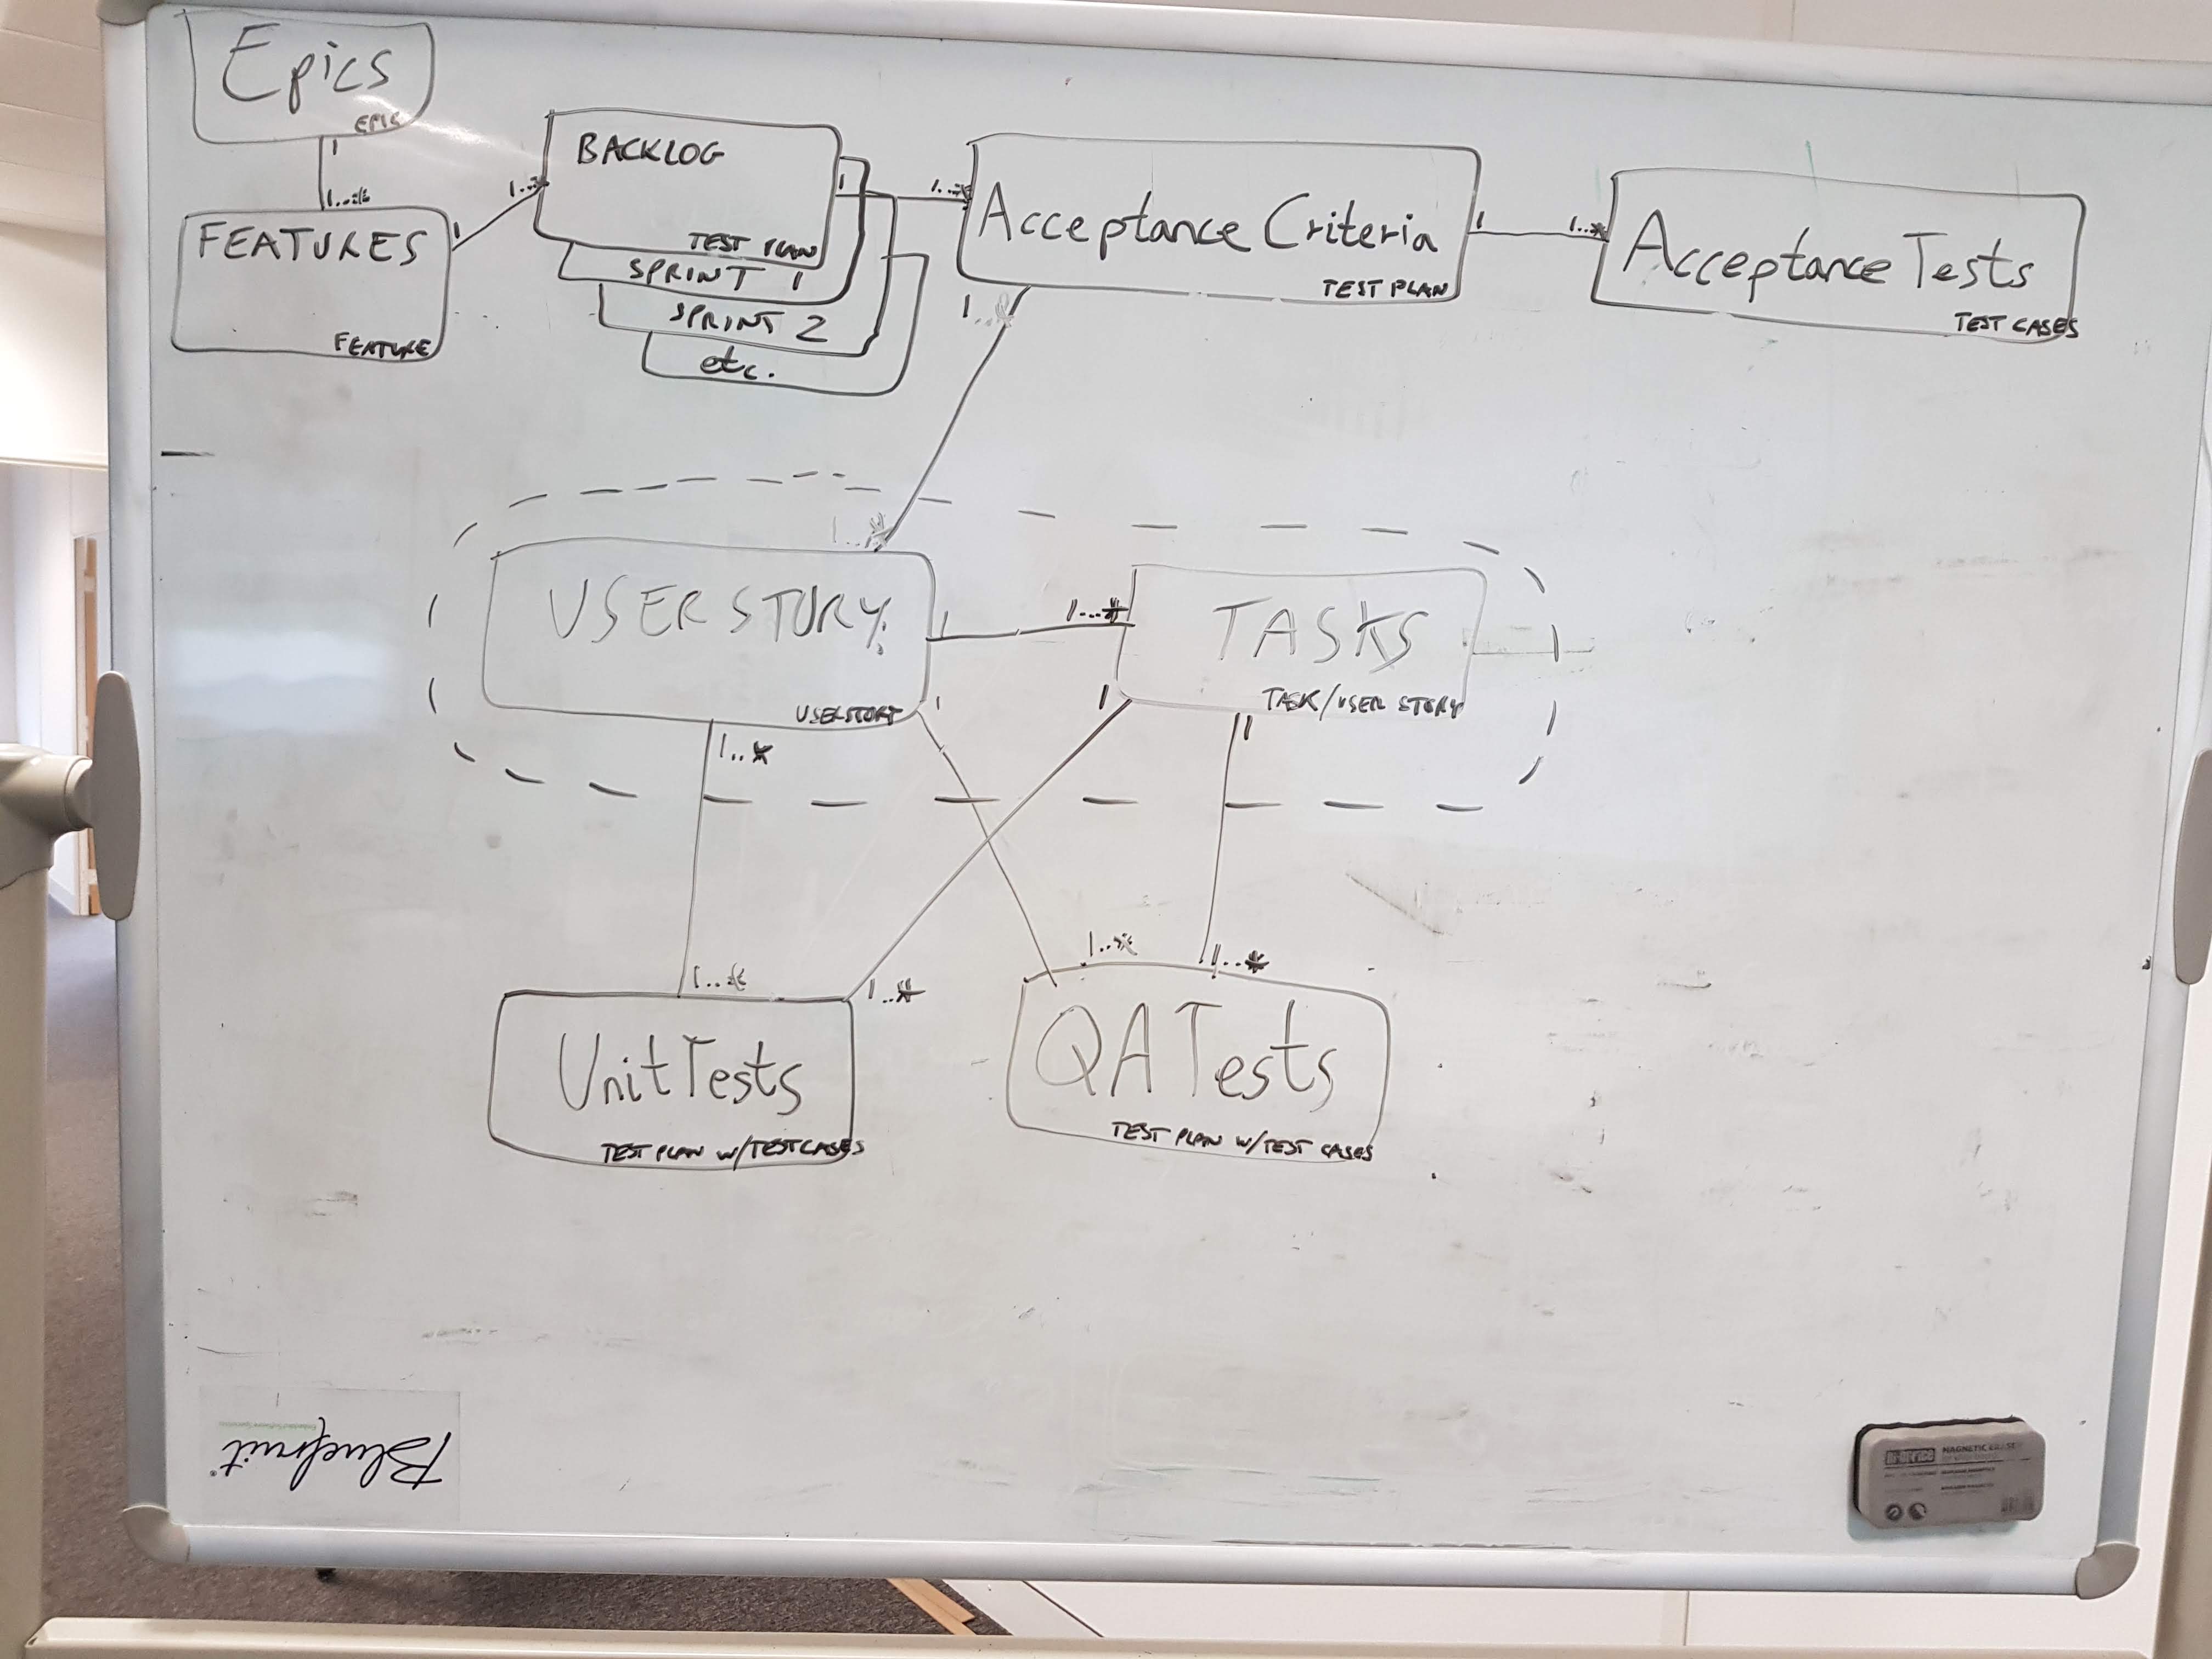 Epics
EPIC
1
1..*
FEATURES
FEATURE
1
1..*
BACKLOG
TEST PLAN
SPRINT 1
SPRINT 2
etc.
1
1..*
Acceptance Criteria
TEST PLAN
1
1..*
Acceptance Tests
TEST CASES
1..*
1..*
USER STORY
USER STORY
1
1...*
TASKS
TASK/USER STORY
1
1
1
1..*
1..*
1..*
1..*
1..*
Unit Tests
TEST PLAN w/TEST CASES
QA Tests
TEST PLAN w/TEST CASES
Bluefruit
MAGNETIC ERASER